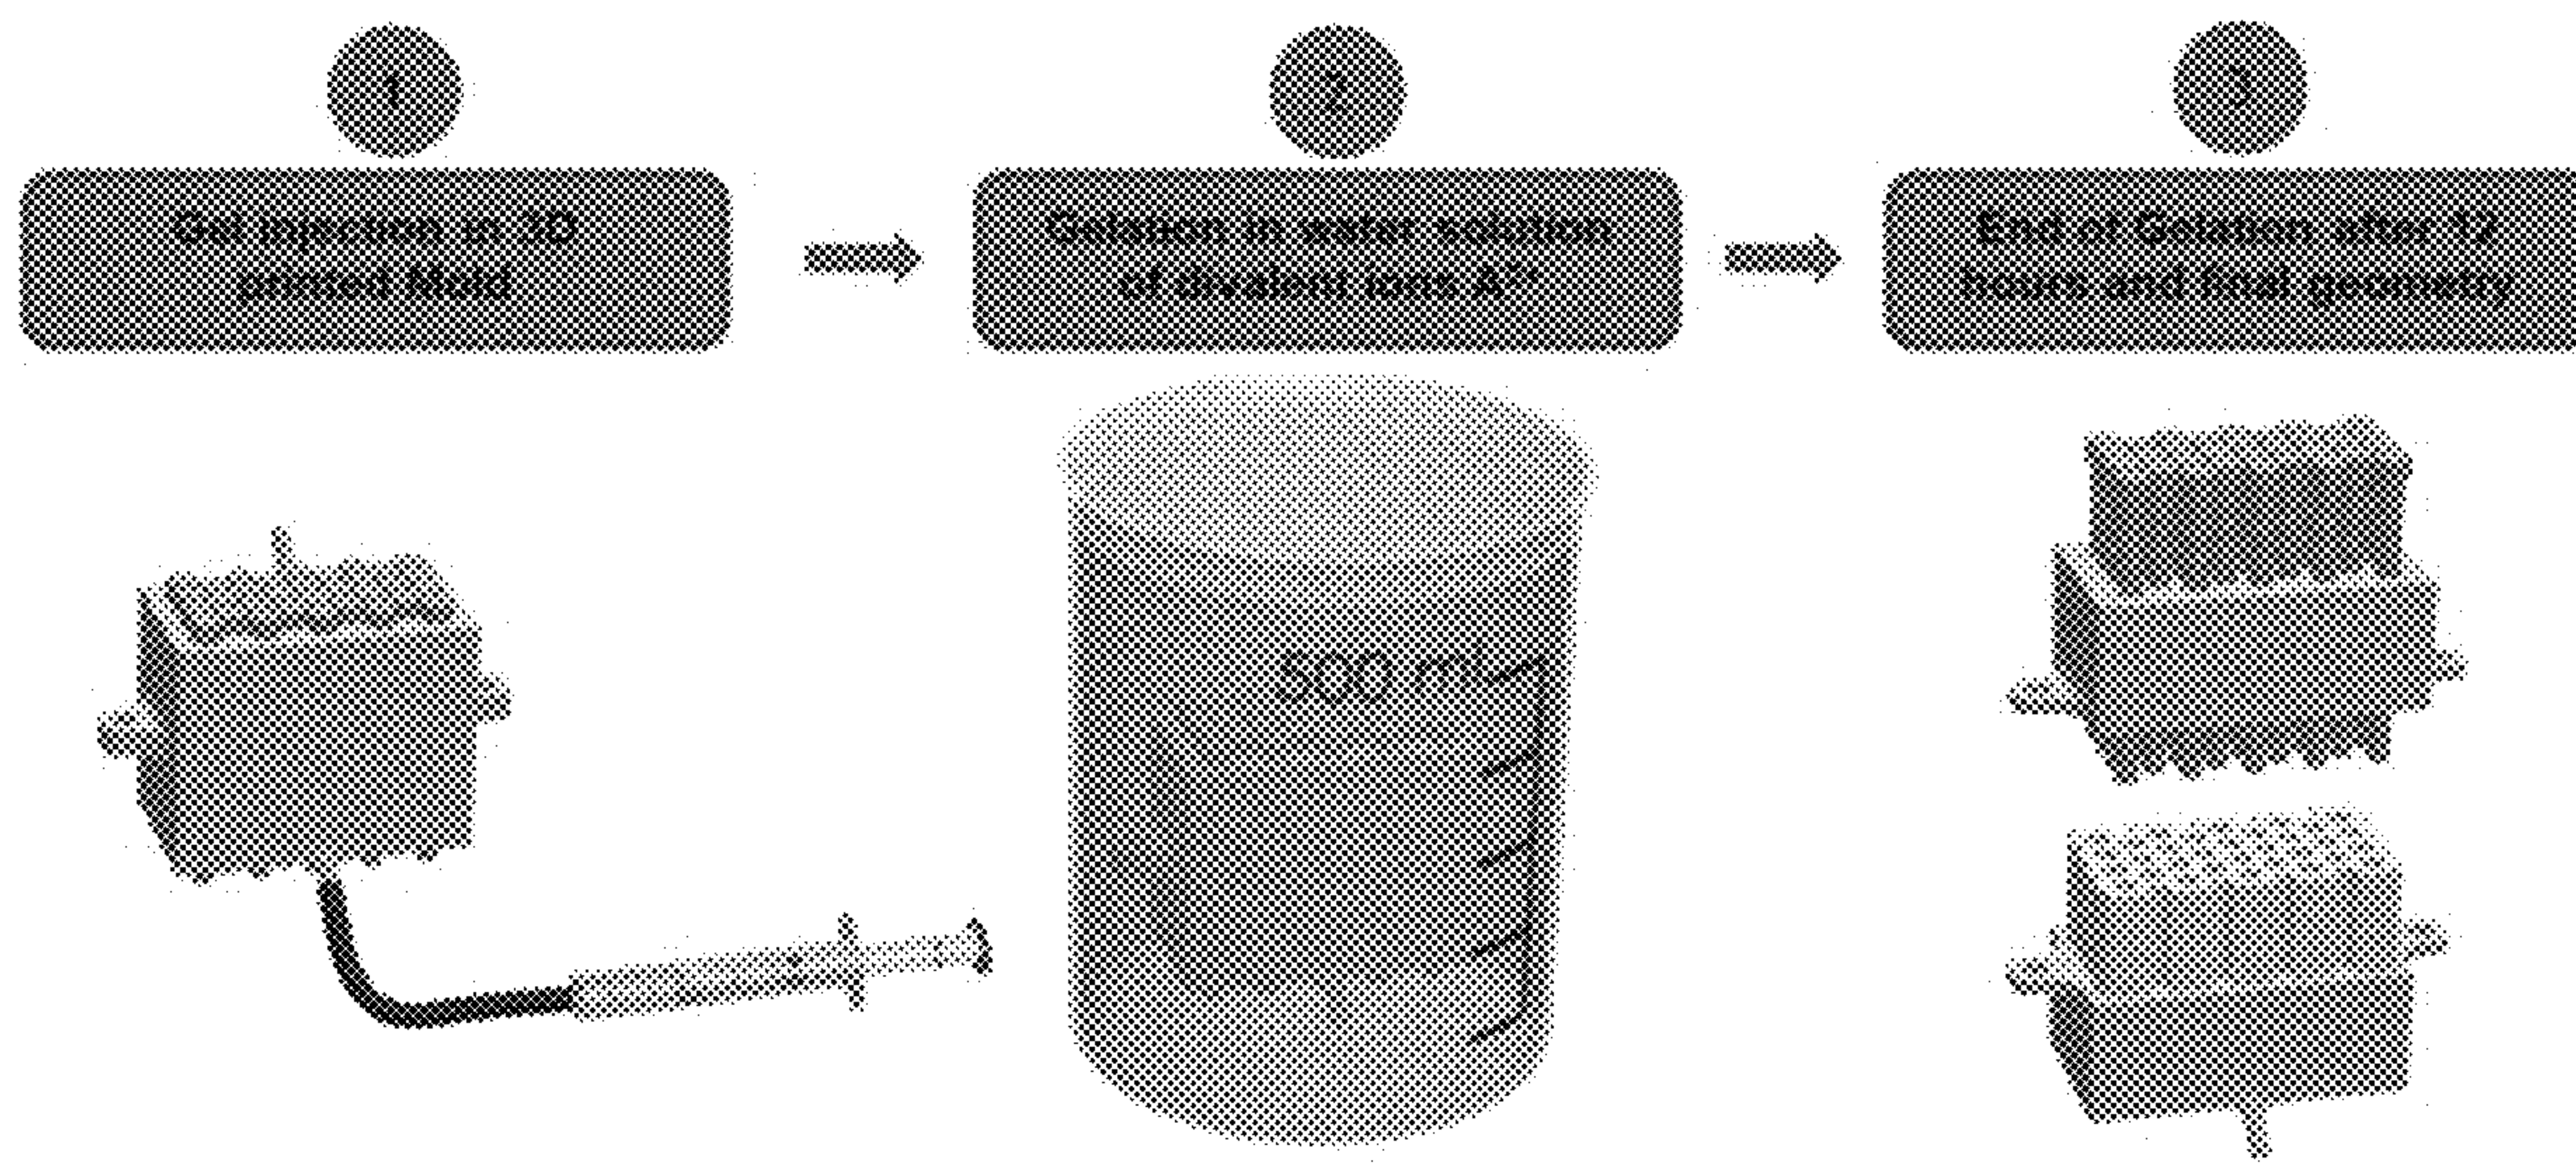 1
Gel injection in 3D
printed Mold
2
Gelation in water solution
of divalent ions A²⁺
3
End of Gelation after 12
hours and final geometry
500 ml